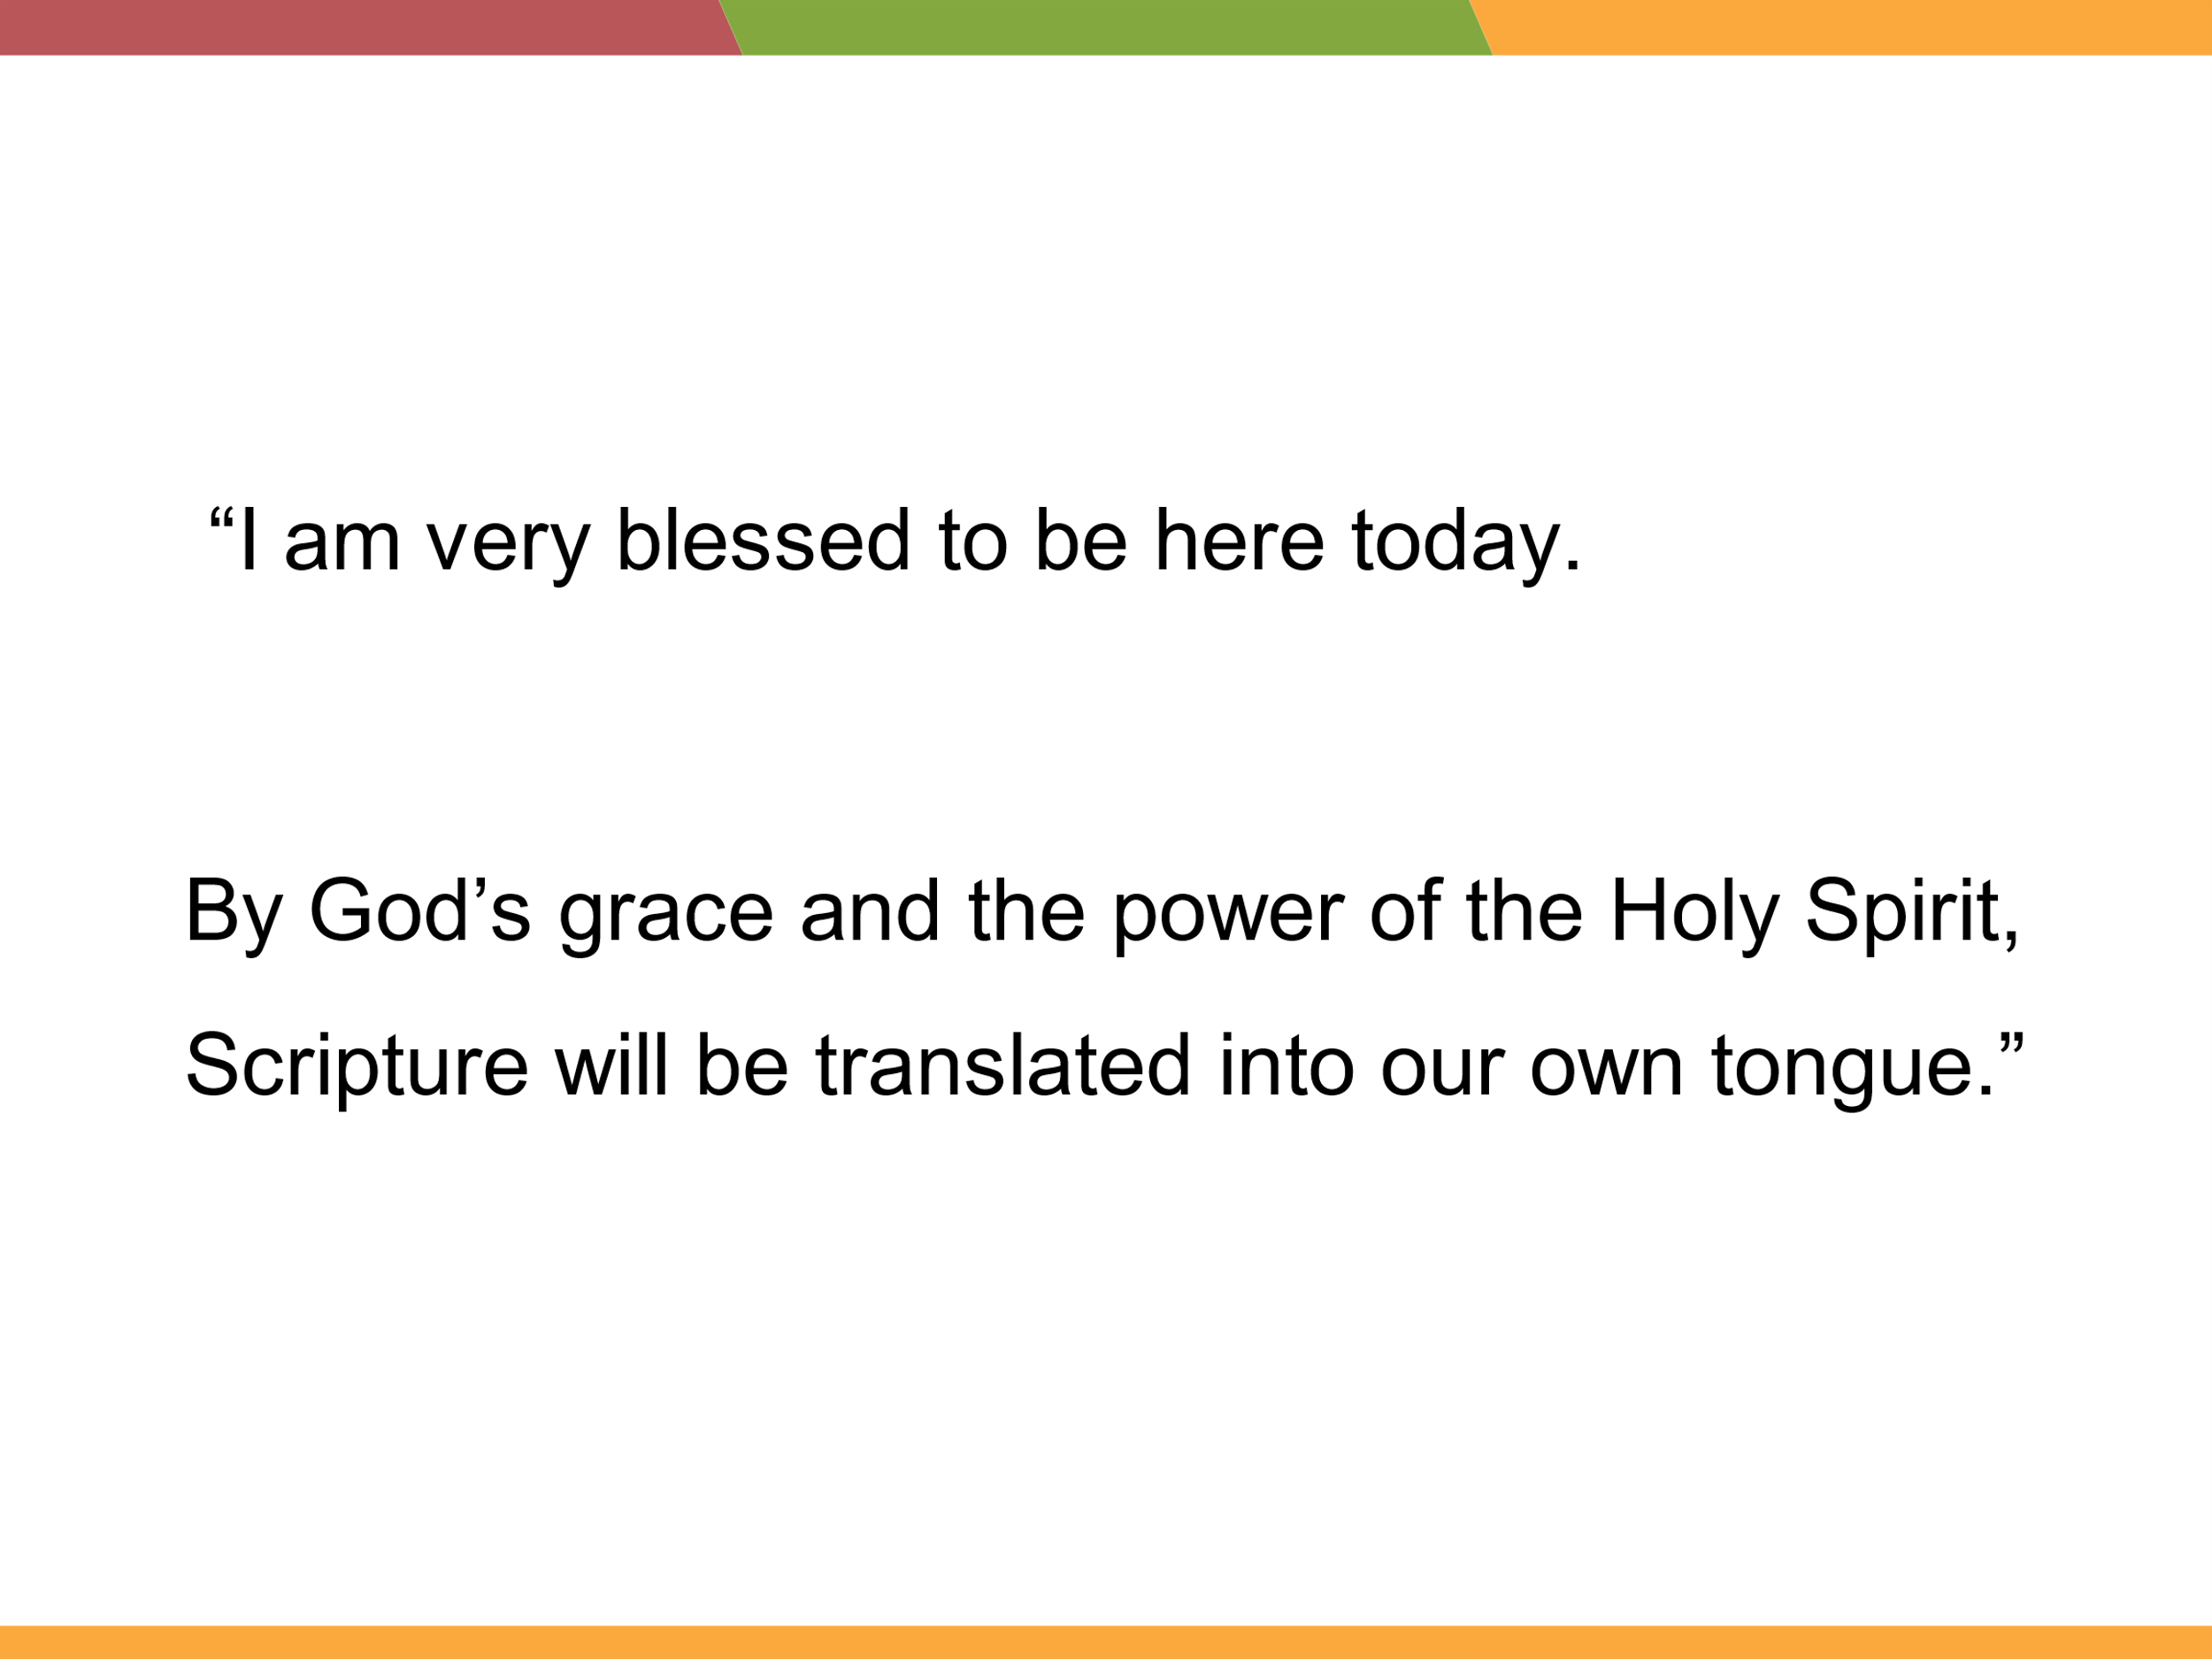 “I am very blessed to be here today.
By God’s grace and the power of the Holy Spirit,
Scripture will be translated into our own tongue.”